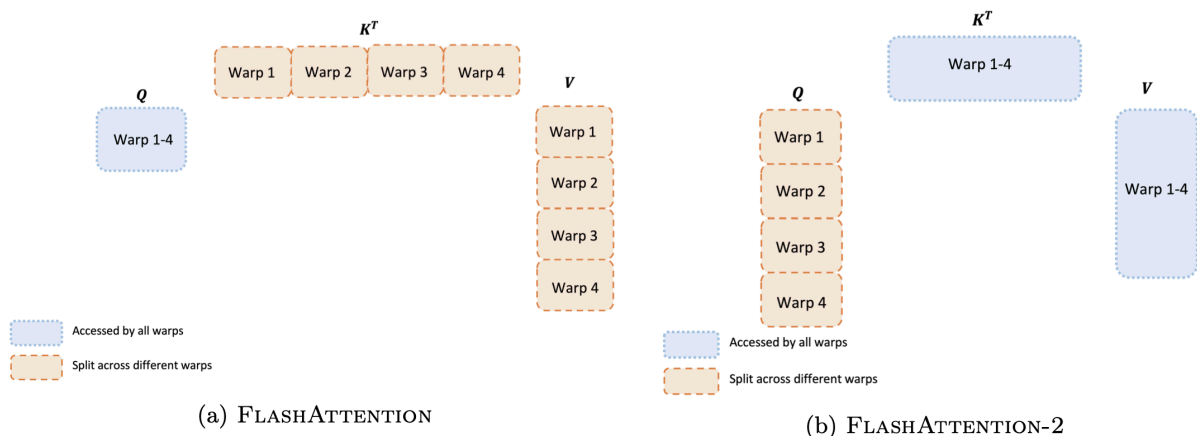 K^T
Warp 1 Warp 2 Warp 3 Warp 4
Q
Warp 1-4
V
Warp 1
Warp 2
Warp 3
Warp 4
Accessed by all warps
Split across different warps
(a) FLASHATTENTION
K^T
Warp 1-4
Q
Warp 1
Warp 2
Warp 3
Warp 4
V
Warp 1-4
Accessed by all warps
Split across different warps
(b) FLASHATTENTION-2